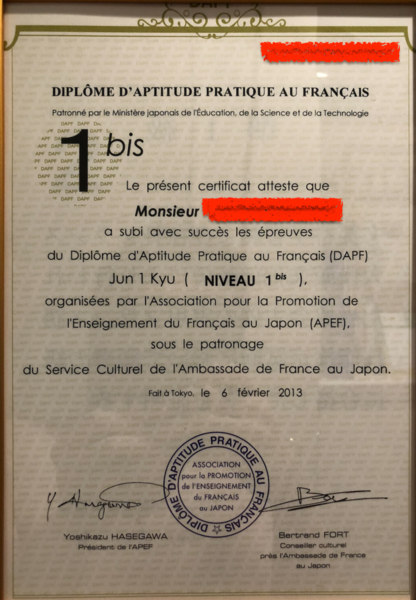 DAPF
DIPLÔME D'APTITUDE PRATIQUE AU FRANÇAIS
Patronné par le Ministère japonais de l'Éducation, de la Science et de la Technologie
1 bis
Le présent certificat atteste que
Monsieur
a subi avec succès les épreuves
du Diplôme d'Aptitude Pratique au Français (DAPF)
Jun 1 Kyu ( NIVEAU 1 bis ),
organisées par l'Association pour la Promotion de
l'Enseignement du Français au Japon (APEF),
sous le patronage
du Service Culturel de l'Ambassade de France au Japon.
Fait à Tokyo, le 6 février 2013
DIPLÔME D'APTITUDE PRATIQUE AU FRANÇAIS
ASSOCIATION
pour la PROMOTION
de l'ENSEIGNEMENT
du FRANÇAIS
au JAPON
Yoshikazu HASEGAWA
Président de l'APEF
Bertrand FORT
Conseiller culturel
près l'Ambassade de France
au Japon